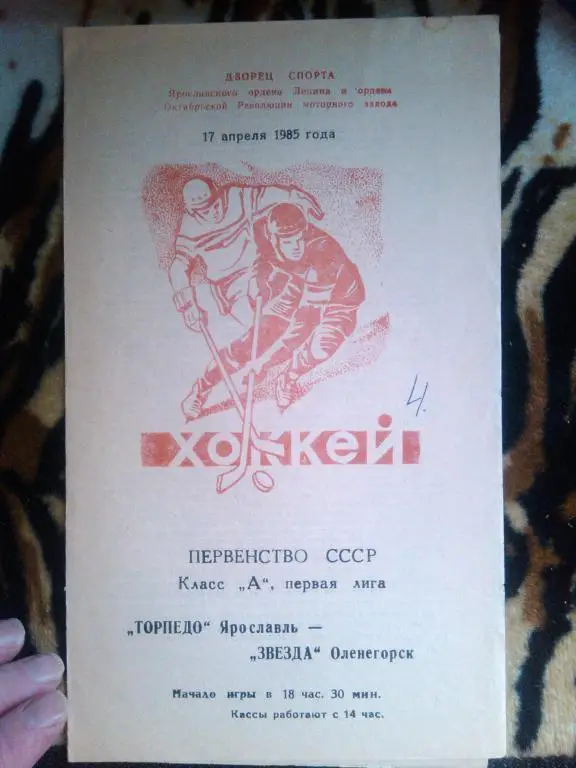 ДВОРЕЦ СПОРТА
Ярославского ордена Ленина и ордена
Октябрьской Революции моторного завода
17 апреля 1985 года
ХОККЕЙ
4.
ПЕРВЕНСТВО СССР
Класс „А“, первая лига
„ТОРПЕДО“ Ярославль —
„ЗВЕЗДА“ Оленегорск
Начало игры в 18 час. 30 мин.
Кассы работают с 14 час.